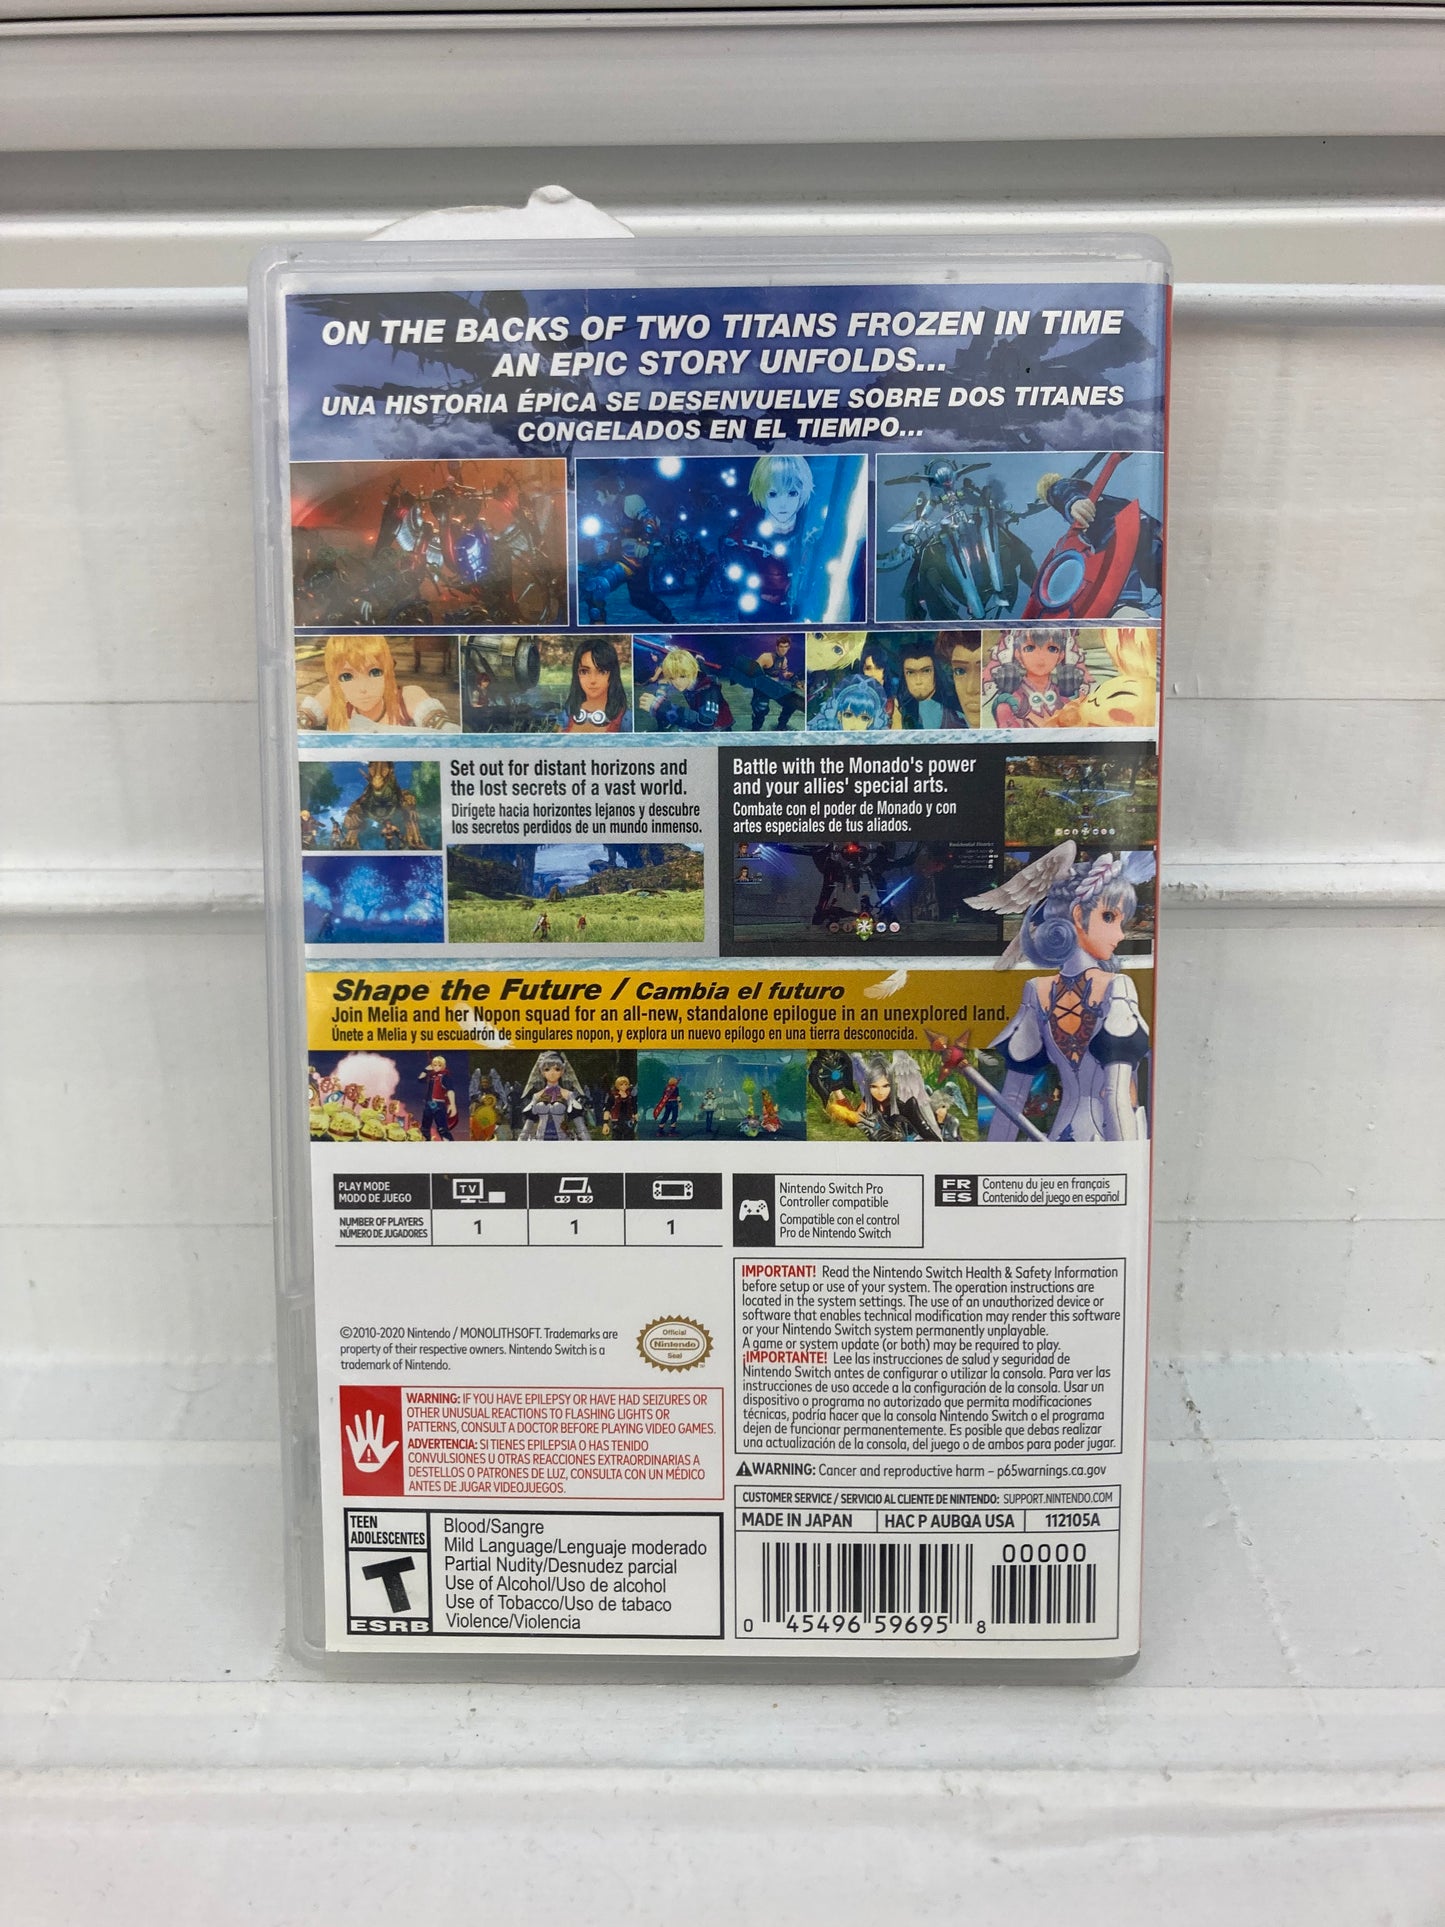 ON THE BACKS OF TWO TITANS FROZEN IN TIME
AN EPIC STORY UNFOLDS...
UNA HISTORIA ÉPICA SE DESENVUELVE SOBRE DOS TITANES
CONGELADOS EN EL TIEMPO...
Set out for distant horizons and
the lost secrets of a vast world.
Dirígete hacia horizontes lejanos y descubre
los secretos perdidos de un mundo inmenso.
Battle with the Monado's power
and your allies' special arts.
Combate con el poder de Monado y con
artes especiales de tus aliados.
Shape the Future / Cambia el futuro
Join Melia and her Nopon squad for an all-new, standalone epilogue in an unexplored land.
Únete a Melia y su escuadrón de singulares nopon, y explora un nuevo epílogo en una tierra desconocida.
PLAY MODE
MODO DE JUEGO
TV
NUMBER OF PLAYERS
NÚMERO DE JUGADORES
1
1
1
Nintendo Switch Pro
Controller compatible
Compatible con el control
Pro de Nintendo Switch
FR
ES
Contenu du jeu en français
Contenido del juego en español
IMPORTANT! Read the Nintendo Switch Health & Safety Information
before setup or use of your system. The operation instructions are
located in the system settings. The use of an unauthorized device or
software that enables technical modification may render this software
or your Nintendo Switch system permanently unplayable.
A game or system update (or both) may be required to play.
¡IMPORTANTE! Lee las instrucciones de salud y seguridad de
Nintendo Switch antes de configurar o utilizar la consola. Para ver las
instrucciones de uso accede a la configuración de la consola. Usar un
dispositivo o programa no autorizado que permita modificaciones
técnicas, podría hacer que la consola Nintendo Switch o el programa
dejen de funcionar permanentemente. Es posible que debas realizar
una actualización de la consola, del juego o de ambos para poder jugar.
©2010-2020 Nintendo / MONOLITHSOFT. Trademarks are
property of their respective owners. Nintendo Switch is a
trademark of Nintendo.
Official
Nintendo
Seal
WARNING: IF YOU HAVE EPILEPSY OR HAVE HAD SEIZURES OR
OTHER UNUSUAL REACTIONS TO FLASHING LIGHTS OR
PATTERNS, CONSULT A DOCTOR BEFORE PLAYING VIDEO GAMES.
ADVERTENCIA: SI TIENES EPILEPSIA O HAS TENIDO
CONVULSIONES U OTRAS REACCIONES EXTRAORDINARIAS A
DESTELLOS O PATRONES DE LUZ, CONSULTA CON UN MÉDICO
ANTES DE JUGAR VIDEOJUEGOS.
WARNING: Cancer and reproductive harm – p65warnings.ca.gov
CUSTOMER SERVICE / SERVICIO AL CLIENTE DE NINTENDO: SUPPORT.NINTENDO.COM
MADE IN JAPAN
HAC P AUBQA USA
112105A
TEEN
ADOLESCENTES
T
ESRB
Blood/Sangre
Mild Language/Lenguaje moderado
Partial Nudity/Desnudez parcial
Use of Alcohol/Uso de alcohol
Use of Tobacco/Uso de tabaco
Violence/Violencia
00000
0 45496 59695 8